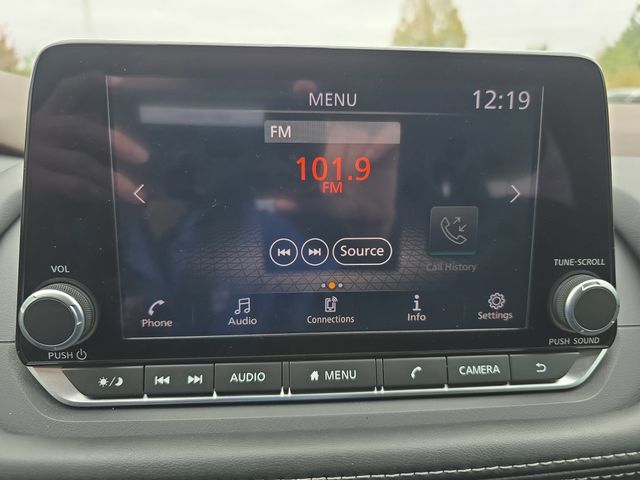 MENU
12:19
FM
101.9
FM
Source
Call History
VOL
TUNE-SCROLL
Phone
Audio
Connections
Info
Settings
PUSH
PUSH SOUND
AUDIO
MENU
CAMERA